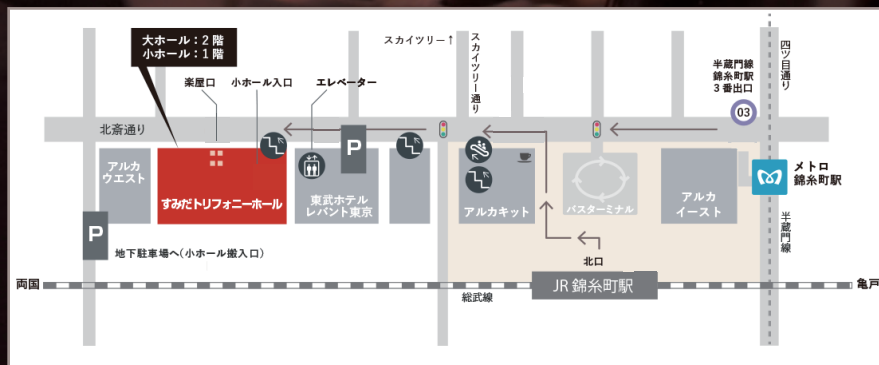 大ホール：2階
小ホール：1階
スカイツリー↑
スカイツリー通り
半蔵門線
錦糸町駅
3番出口
四ツ目通り
楽屋口
小ホール入口
エレベーター
03
北斎通り
P
アルカ
ウエスト
すみだトリフォニーホール
東武ホテル
レバント東京
アルカキット
バスターミナル
アルカ
イースト
メトロ
錦糸町駅
P
地下駐車場へ(小ホール搬入口)
北口
半蔵門線
両国
JR 錦糸町駅
亀戸
総武線